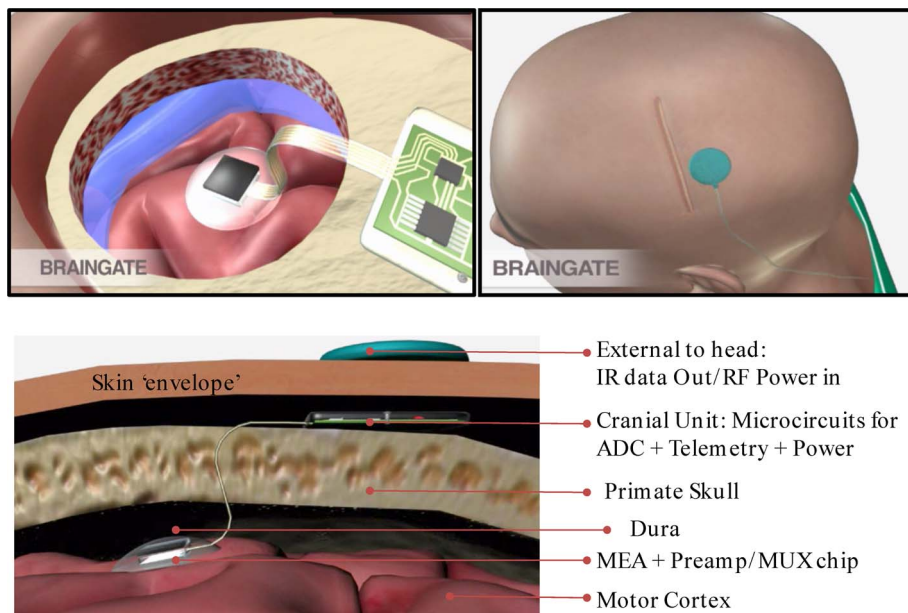 BRAINGATE
BRAINGATE
Skin ‘envelope’
External to head:
IR data Out/RF Power in
Cranial Unit: Microcircuits for
ADC + Telemetry + Power
Primate Skull
Dura
MEA + Preamp/MUX chip
Motor Cortex